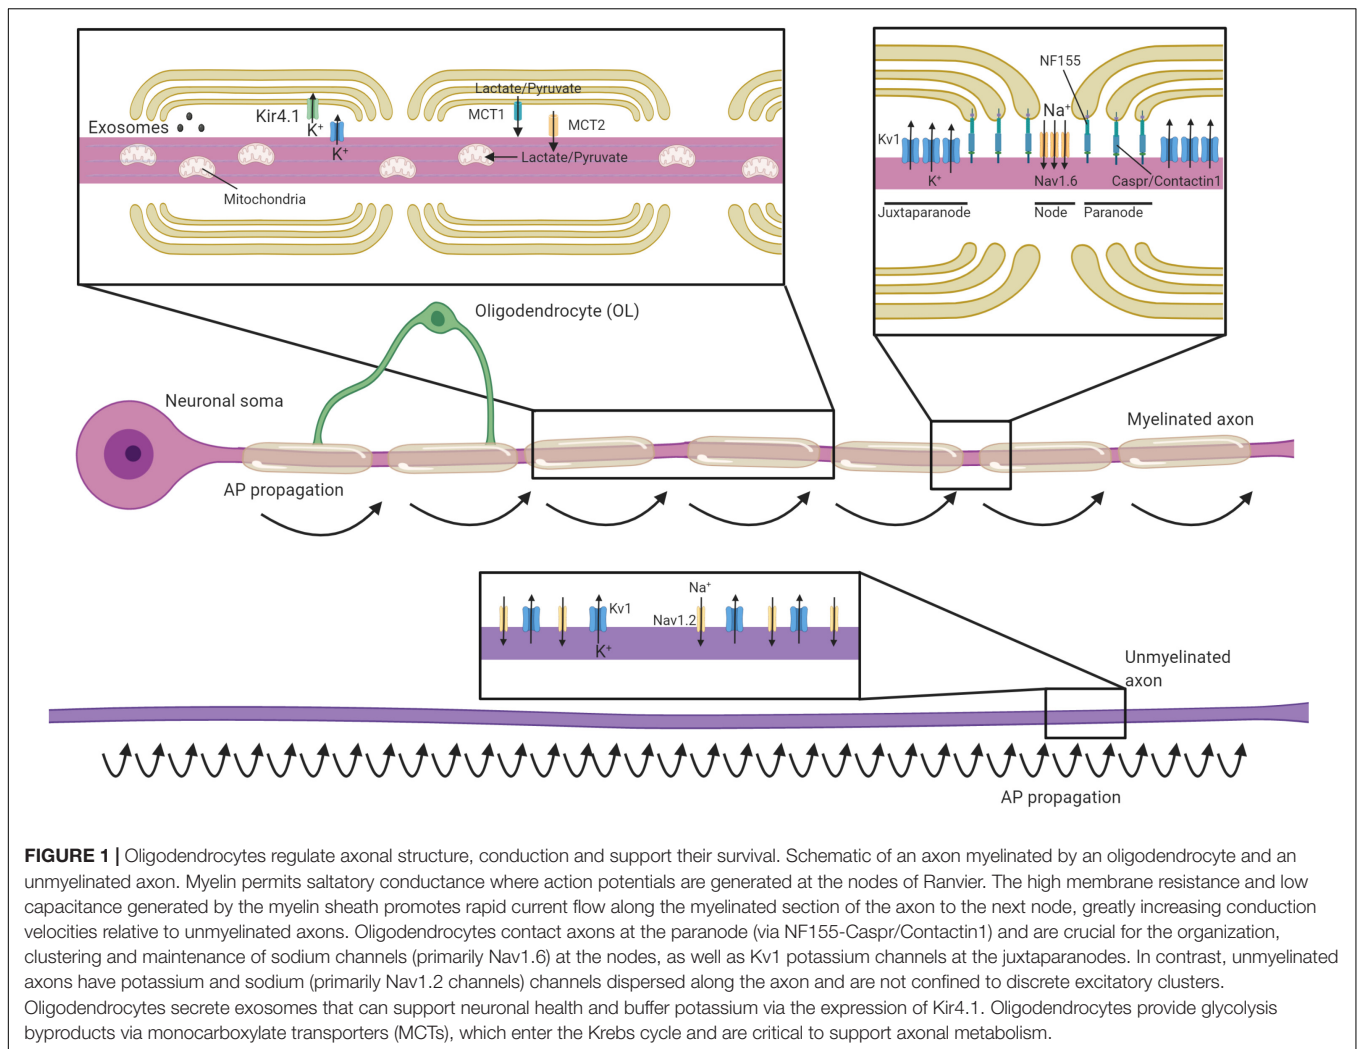 Lactate/Pyruvate
Kir4.1
MCT1
MCT2
Exosomes
K+
K+
Lactate/Pyruvate
Mitochondria
NF155
Na+
Kv1
K+
Nav1.6
Caspr/Contactin1
Juxtaparanode
Node
Paranode
Oligodendrocyte (OL)
Neuronal soma
Myelinated axon
AP propagation
Na+
Kv1
Nav1.2
K+
Unmyelinated
axon
AP propagation
FIGURE 1 | Oligodendrocytes regulate axonal structure, conduction and support their survival. Schematic of an axon myelinated by an oligodendrocyte and an
unmyelinated axon. Myelin permits saltatory conductance where action potentials are generated at the nodes of Ranvier. The high membrane resistance and low
capacitance generated by the myelin sheath promotes rapid current flow along the myelinated section of the axon to the next node, greatly increasing conduction
velocities relative to unmyelinated axons. Oligodendrocytes contact axons at the paranode (via NF155-Caspr/Contactin1) and are crucial for the organization,
clustering and maintenance of sodium channels (primarily Nav1.6) at the nodes, as well as Kv1 potassium channels at the juxtaparanodes. In contrast, unmyelinated
axons have potassium and sodium (primarily Nav1.2 channels) channels dispersed along the axon and are not confined to discrete excitatory clusters.
Oligodendrocytes secrete exosomes that can support neuronal health and buffer potassium via the expression of Kir4.1. Oligodendrocytes provide glycolysis
byproducts via monocarboxylate transporters (MCTs), which enter the Krebs cycle and are critical to support axonal metabolism.